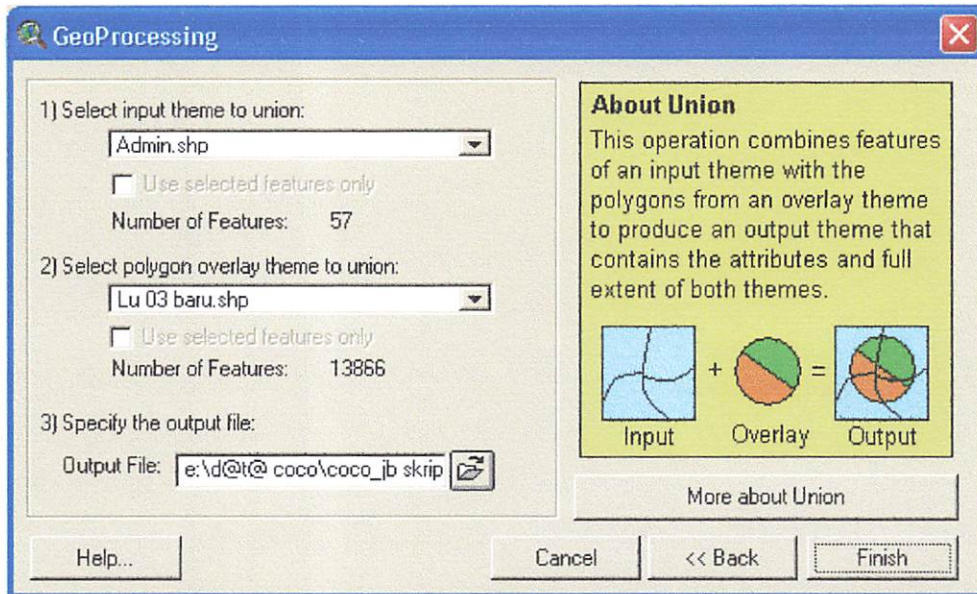 GeoProcessing
1) Select input theme to union:
Admin.shp
Use selected features only
Number of Features: 57
2) Select polygon overlay theme to union:
Lu 03 baru.shp
Use selected features only
Number of Features: 13866
3) Specify the output file:
Output File: e:\d@t@ coco\coco_jb skrip
About Union
This operation combines features
of an input theme with the
polygons from an overlay theme
to produce an output theme that
contains the attributes and full
extent of both themes.
+ =
Input Overlay Output
More about Union
Help... Cancel << Back Finish